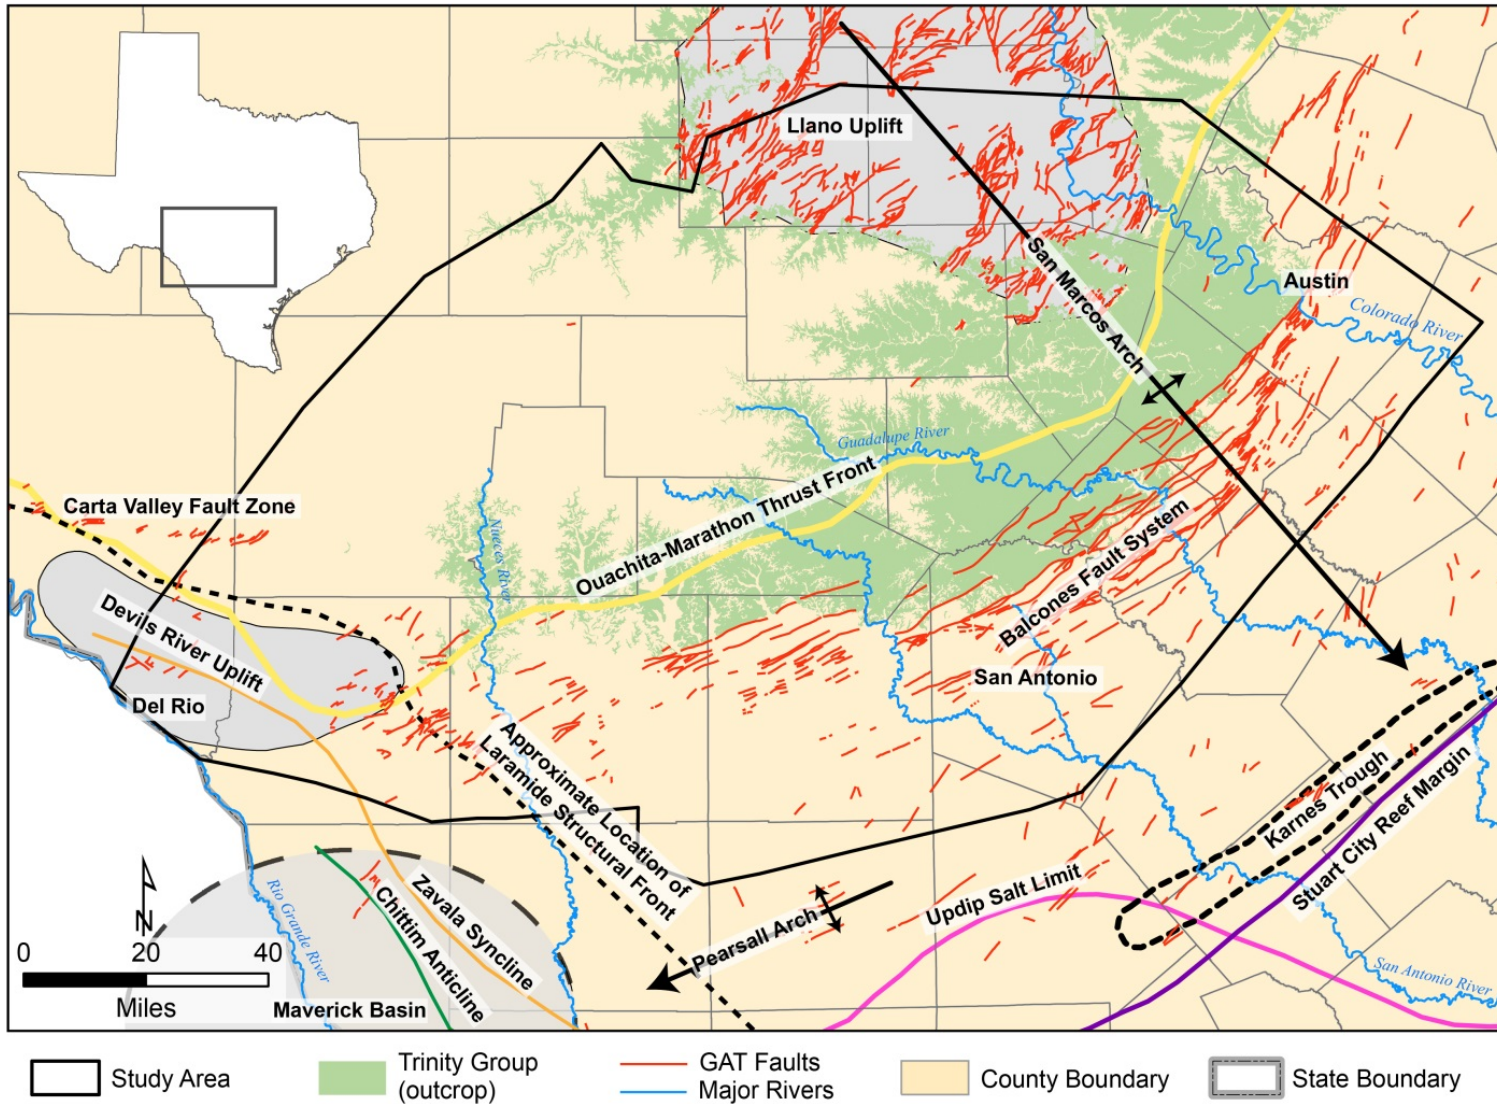 Llano Uplift
San Marcos Arch
Austin
Colorado River
Guadalupe River
Carta Valley Fault Zone
Nueces River
Ouachita-Marathon Thrust Front
Balcones Fault System
Devils River Uplift
San Antonio
Del Rio
Approximate Location of
Laramide Structural Front
Karnes Trough
Stuart City Reef Margin
Updip Salt Limit
Pearsall Arch
Zavala Syncline
Chittim Anticline
Rio Grande River
San Antonio River
Maverick Basin
N
0 20 40
Miles
Study Area
Trinity Group
(outcrop)
GAT Faults
Major Rivers
County Boundary
State Boundary